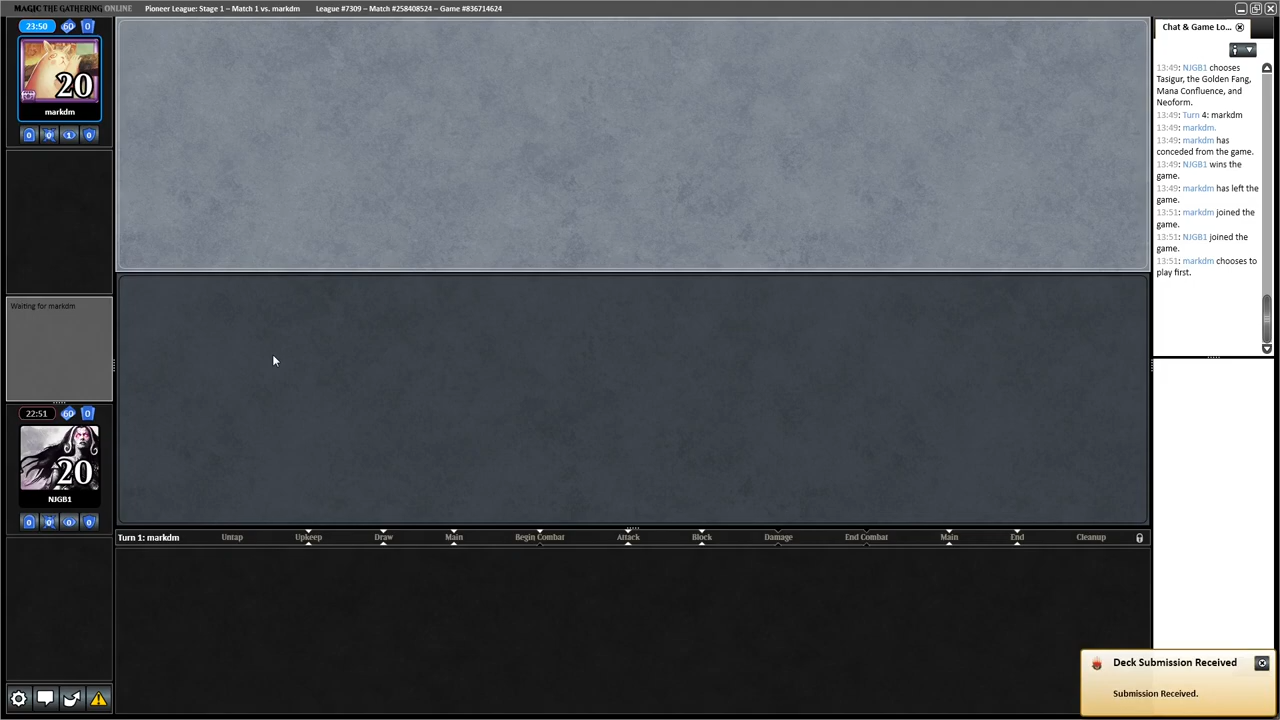 MAGIC THE GATHERING ONLINE Pioneer League: Stage 1 – Match 1 vs. markdm League #7309 – Match #258408524 – Game #836714624
23:50 60 0
20
markdm
0 0 1 0
Waiting for markdm
22:51 60 0
20
NJGB1
0 0 0 0
Turn 1: markdm Untap Upkeep Draw Main Begin Combat Attack Block Damage End Combat Main End Cleanup
Chat & Game Lo...
13:49: NJGB1 chooses
Tasigur, the Golden Fang,
Mana Confluence, and
Neoform.
13:49: Turn 4: markdm
13:49: markdm.
13:49: markdm has
conceded from the game.
13:49: NJGB1 wins the
game.
13:49: markdm has left the
game.
13:51: markdm joined the
game.
13:51: NJGB1 joined the
game.
13:51: markdm chooses to
play first.
Deck Submission Received
Submission Received.